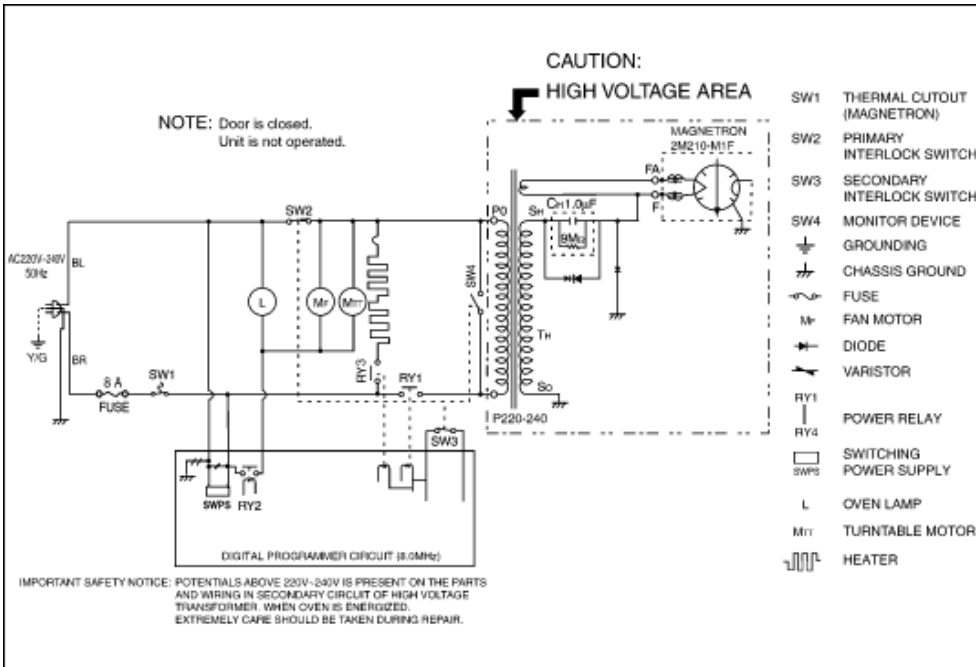 CAUTION:
HIGH VOLTAGE AREA
NOTE: Door is closed.
Unit is not operated.
MAGNETRON
2M210-M1F
FA
F
SW2
P0
SH
CH1.0µF
9MΩ
AC220V~240V
50Hz
BL
L
MF
MTT
SW4
TH
Y/G
BR
8 A
FUSE
SW1
RY3
RY1
SO
P220-240
SW3
SWPS
RY2
DIGITAL PROGRAMMER CIRCUIT (8.0MHz)
IMPORTANT SAFETY NOTICE: POTENTIALS ABOVE 220V~240V IS PRESENT ON THE PARTS
AND WIRING IN SECONDARY CIRCUIT OF HIGH VOLTAGE
TRANSFORMER. WHEN OVEN IS ENERGIZED.
EXTREMELY CARE SHOULD BE TAKEN DURING REPAIR.
SW1 THERMAL CUTOUT
(MAGNETRON)
SW2 PRIMARY
INTERLOCK SWITCH
SW3 SECONDARY
INTERLOCK SWITCH
SW4 MONITOR DEVICE
GROUNDING
CHASSIS GROUND
FUSE
MF FAN MOTOR
DIODE
VARISTOR
RY1
POWER RELAY
RY4
SWITCHING
SWPS POWER SUPPLY
L OVEN LAMP
MTT TURNTABLE MOTOR
HEATER